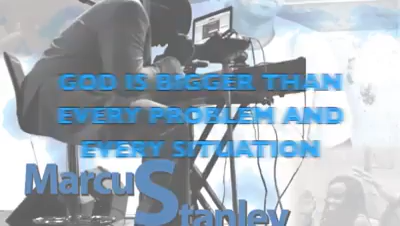 GOD IS BIGGER THAN
EVERY PROBLEM AND
EVERY SITUATION
Marcus
Stanley